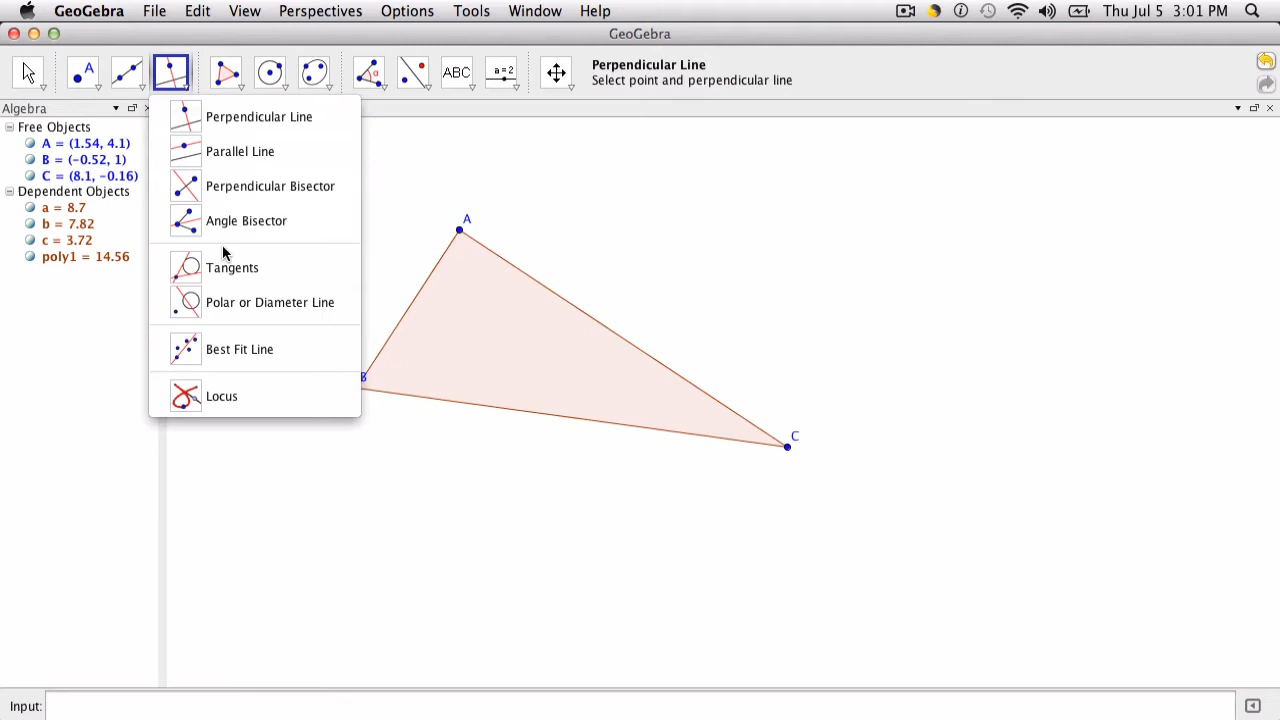 GeoGebra File Edit View Perspectives Options Tools Window Help Thu Jul 5 3:01 PM
GeoGebra
A ABC a=2 Perpendicular Line
Select point and perpendicular line
Algebra
Free Objects
A = (1.54, 4.1)
B = (-0.52, 1)
C = (8.1, -0.16)
Dependent Objects
a = 8.7
b = 7.82
c = 3.72
poly1 = 14.56
Perpendicular Line
Parallel Line
Perpendicular Bisector
Angle Bisector
Tangents
Polar or Diameter Line
Best Fit Line
Locus
A
B
C
Input: